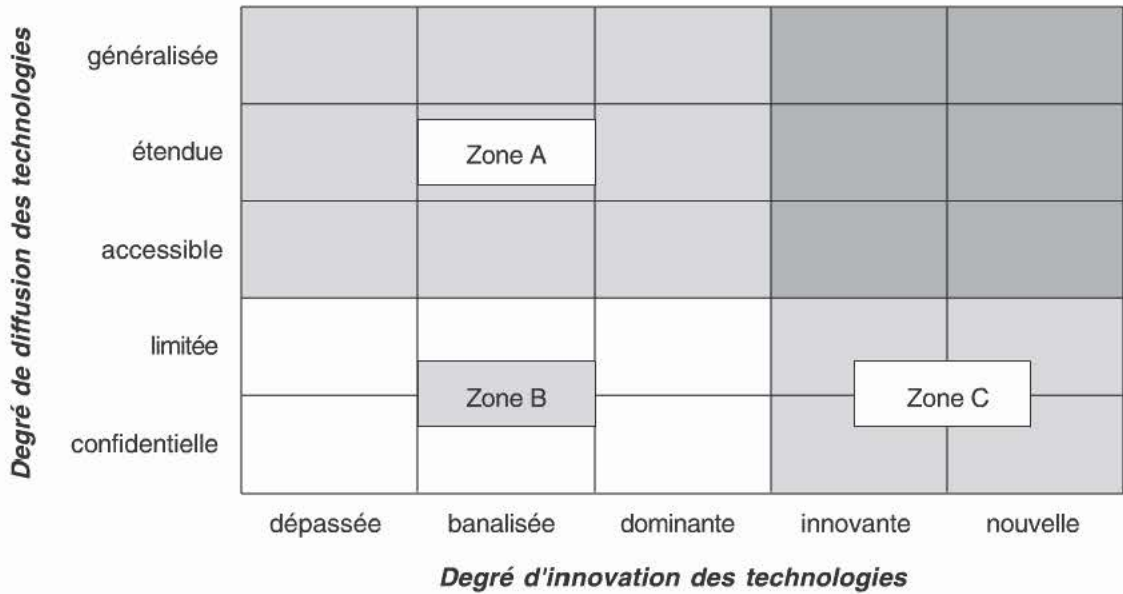 Degré de diffusion des technologies
généralisée
étendue
Zone A
accessible
limitée
Zone B
Zone C
confidentielle
dépassée banalisée dominante innovante nouvelle
Degré d'innovation des technologies